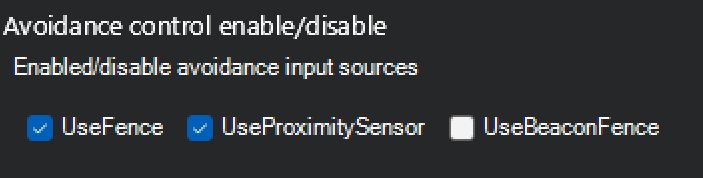 Avoidance control enable/disable
Enabled/disable avoidance input sources
UseFence UseProximitySensor UseBeaconFence